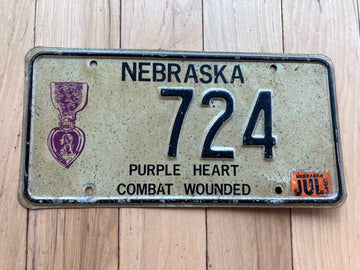 NEBRASKA
724
PURPLE HEART
COMBAT WOUNDED
NEBRASKA
JUL